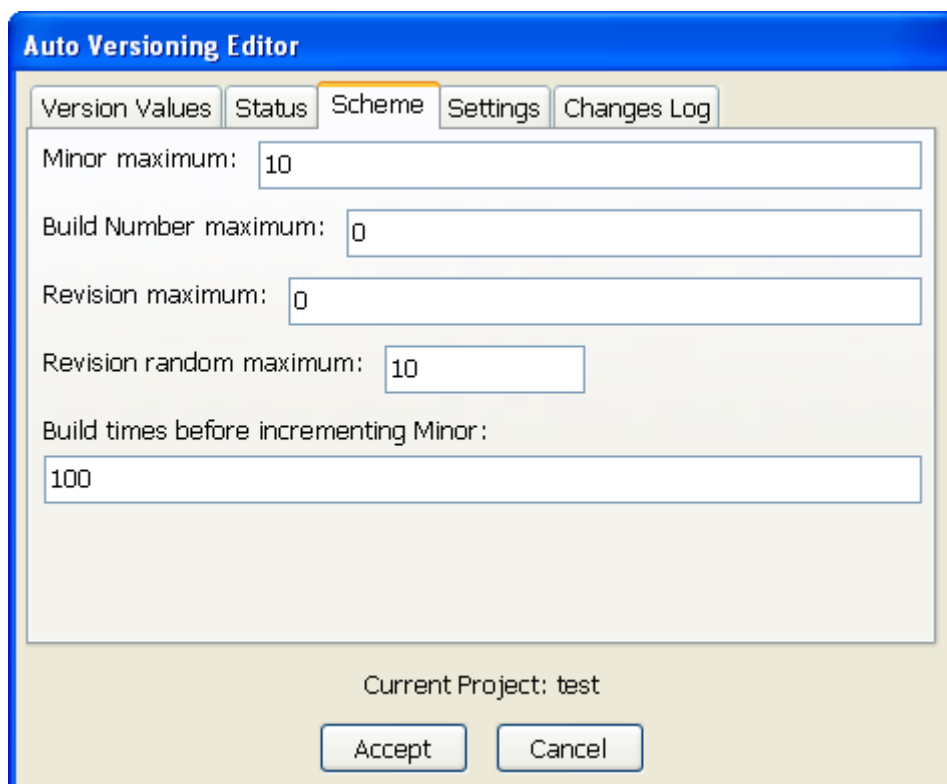 Auto Versioning Editor
Version Values Status Scheme Settings Changes Log
Minor maximum: 10
Build Number maximum: 0
Revision maximum: 0
Revision random maximum: 10
Build times before incrementing Minor:
100
Current Project: test
Accept Cancel